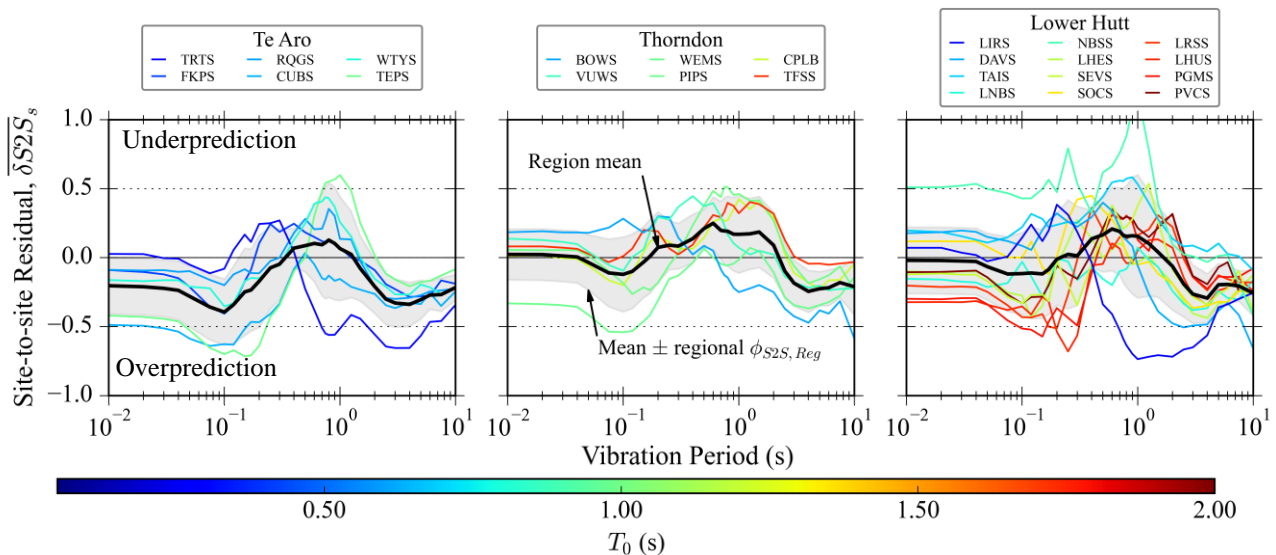 Te Aro
TRTS RQGS WTYS
FKPS CUBS TEPS
Thorndon
BOWS WEMS CPLB
VUWS PIPS TFSS
Lower Hutt
LIRS NBSS LRSS
DAVS LHES LHUS
TAIS SEVS PGMS
LNBS SOCS PVCS
Site-to-site Residual, δS2S_s
1.0
0.5
0.0
−0.5
−1.0
Underprediction
Overprediction
Region mean
Mean ± regional ϕ_S2S,Reg
10⁻² 10⁻¹ 10⁰ 10¹
10⁻² 10⁻¹ 10⁰ 10¹
10⁻² 10⁻¹ 10⁰ 10¹
Vibration Period (s)
0.50 1.00 1.50 2.00
T₀ (s)